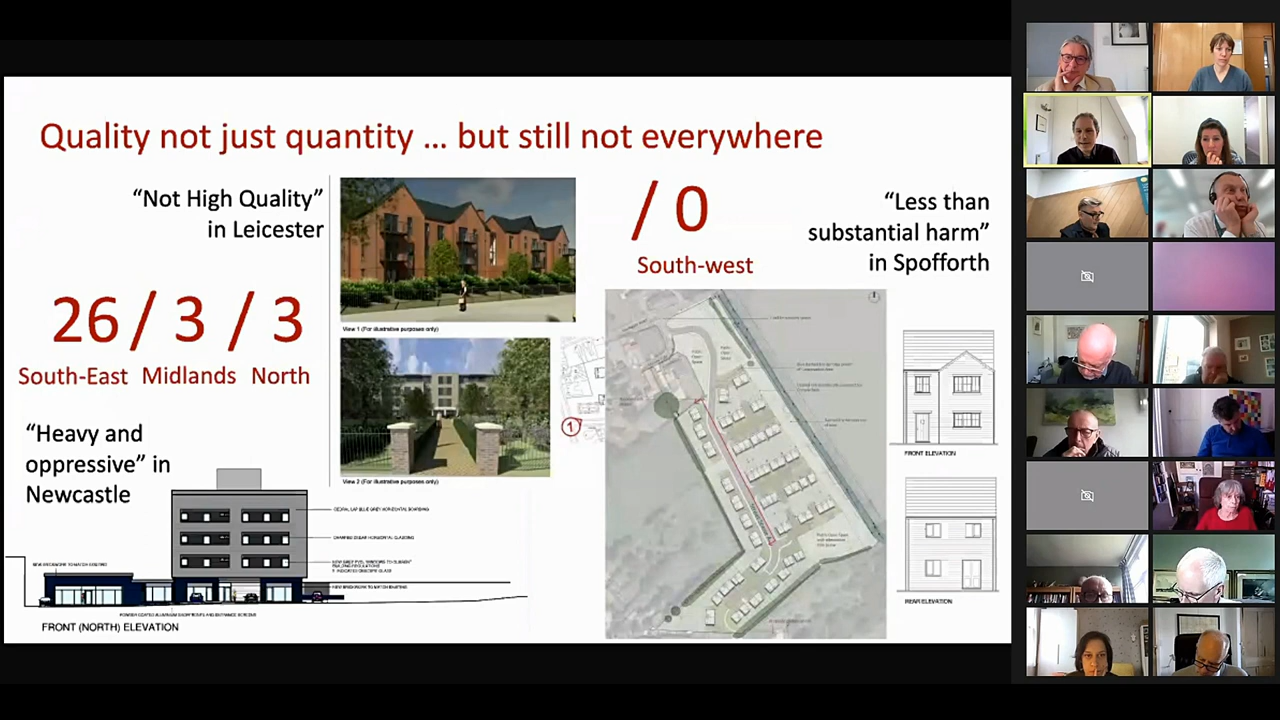 Quality not just quantity ... but still not everywhere
“Not High Quality”
in Leicester
26 / 3 / 3
South-East Midlands North
“Heavy and
oppressive” in
Newcastle
FRONT (NORTH) ELEVATION
View 1 (For illustrative purposes only)
View 2 (For illustrative purposes only)
1
/ 0
South-west
“Less than
substantial harm”
in Spofforth
FRONT ELEVATION
REAR ELEVATION